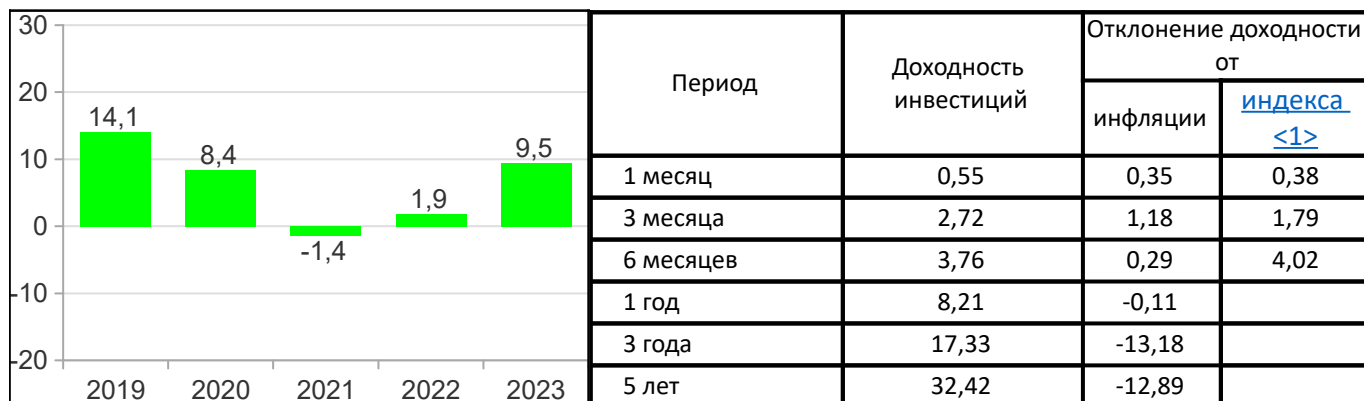 30
20
10
0
-10
-20
14,1
8,4
-1,4
1,9
9,5
2019 2020 2021 2022 2023
Период
Доходность
инвестиций
Отклонение доходности
от
инфляции
индекса
<1>
1 месяц 0,55 0,35 0,38
3 месяца 2,72 1,18 1,79
6 месяцев 3,76 0,29 4,02
1 год 8,21 -0,11
3 года 17,33 -13,18
5 лет 32,42 -12,89